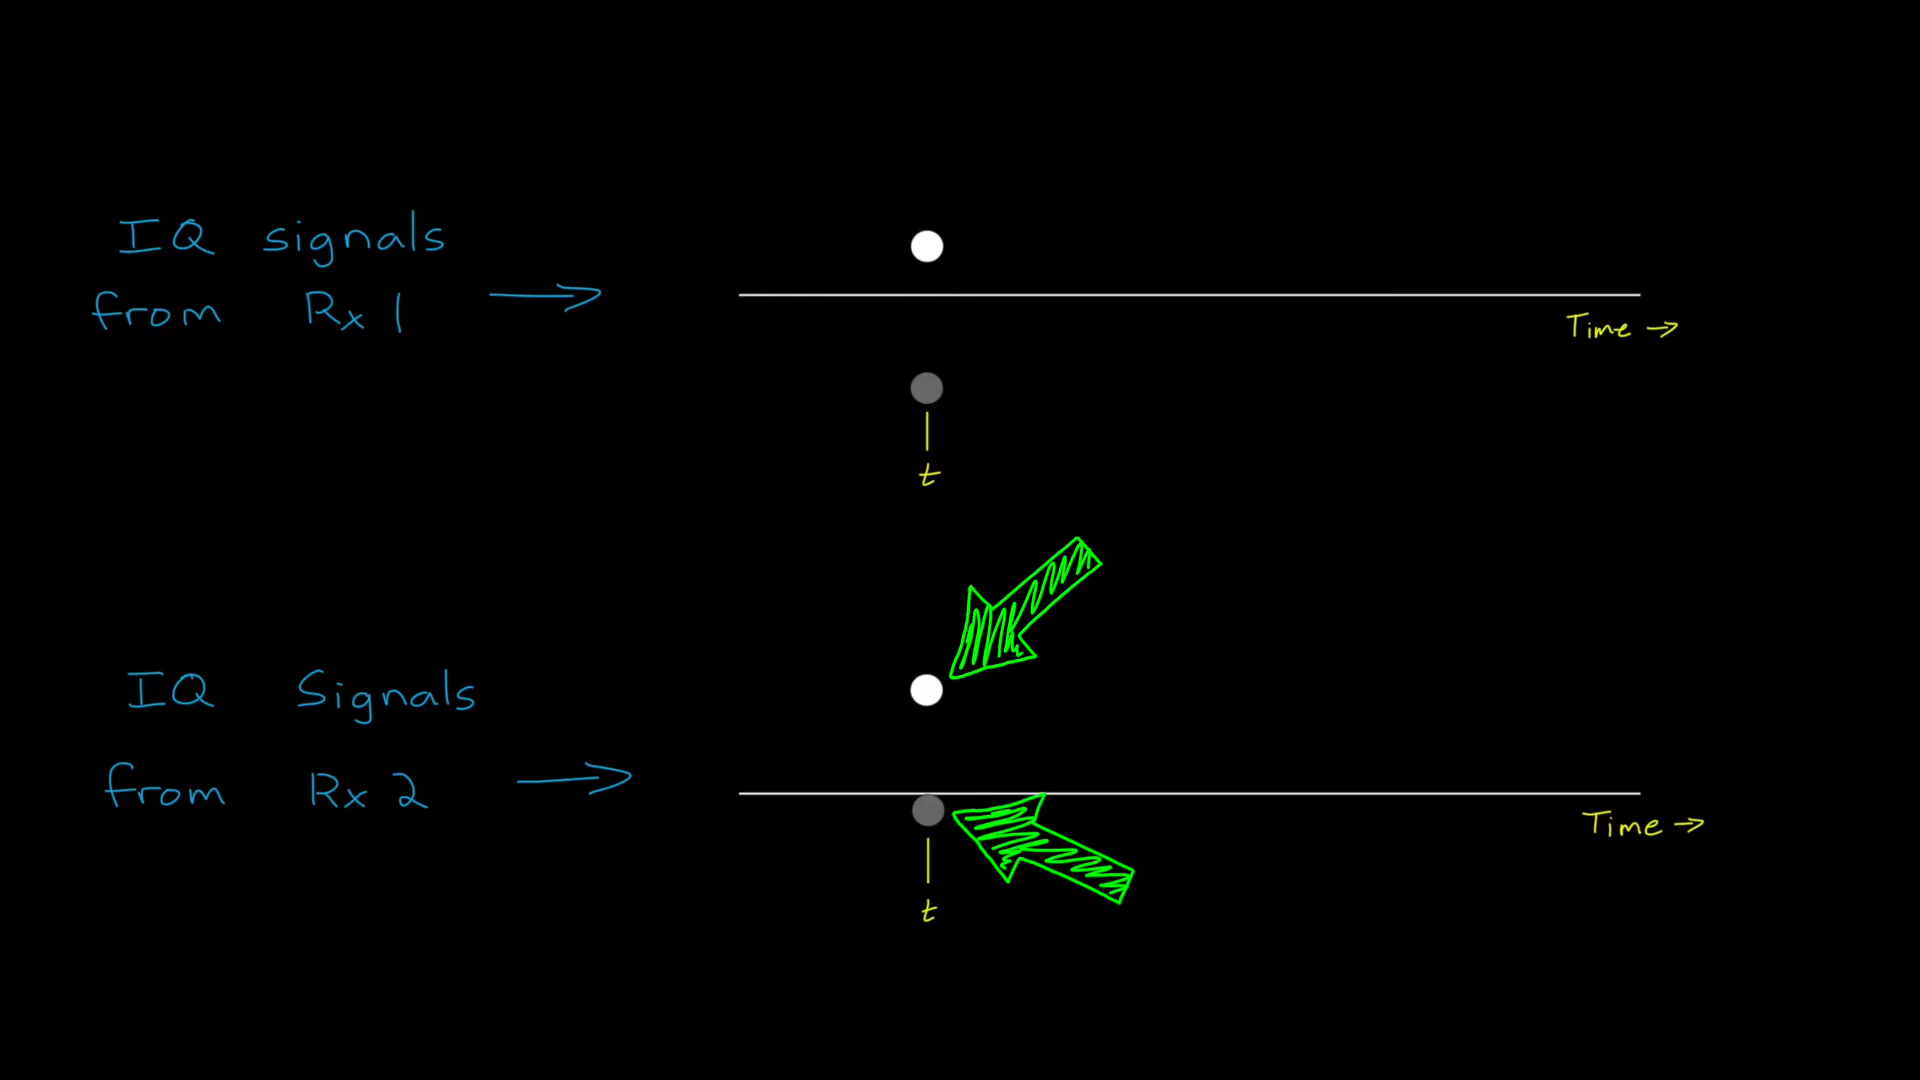 IQ signals
from Rx 1
Time →
t
IQ Signals
from Rx 2
Time →
t